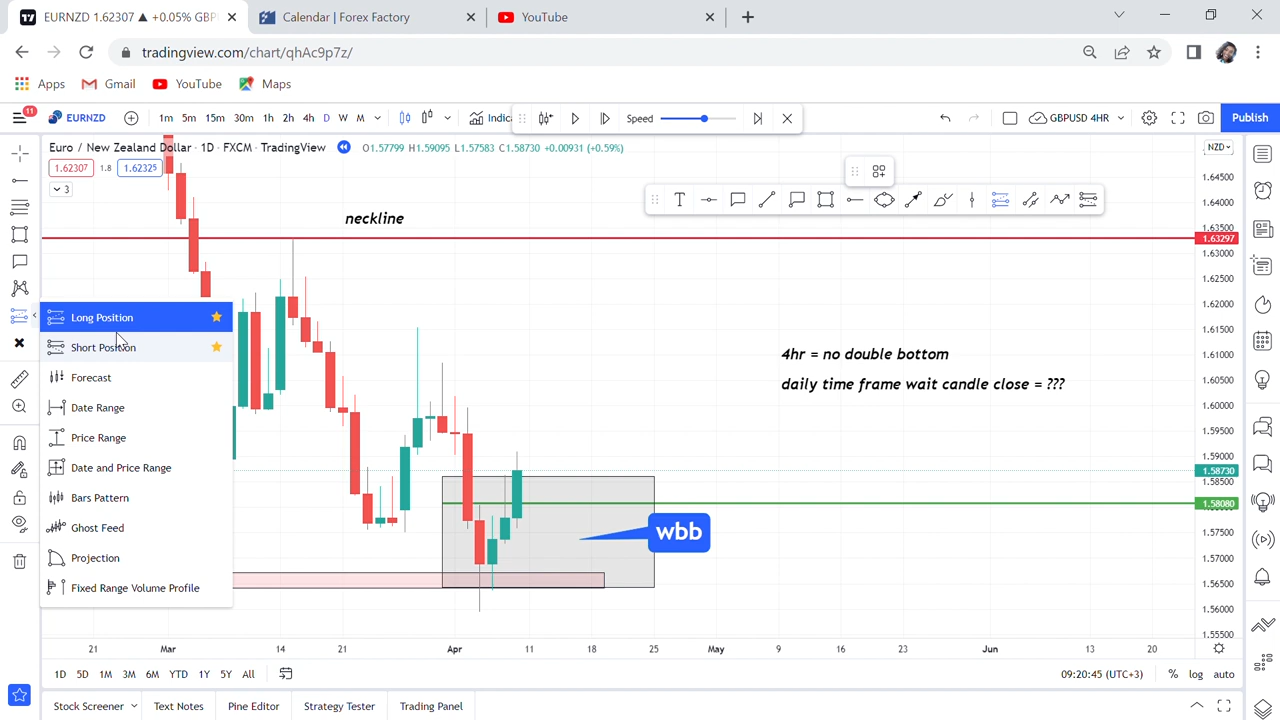 EURNZD 1.62307 ▲ +0.05% GBP
Calendar | Forex Factory
YouTube
tradingview.com/chart/qhAc9p7z/
Apps
Gmail
YouTube
Maps
11
EURNZD
1m 5m 15m 30m 1h 2h 4h D W M
Indic
Speed
GBPUSD 4HR
Publish
Euro / New Zealand Dollar · 1D · FXCM · TradingView
O1.57799 H1.59095 L1.57583 C1.58730 +0.00931 (+0.59%)
NZD
1.62307 1.8 1.62325
3
neckline
1.64500
1.64000
1.63500
1.63297
1.63000
1.62500
1.62000
1.61500
1.61000
1.60500
1.60000
1.59500
1.59000
1.58730
1.58500
1.58080
1.57500
1.57000
1.56500
1.56000
1.55500
Long Position
Short Position
Forecast
Date Range
Price Range
Date and Price Range
Bars Pattern
Ghost Feed
Projection
Fixed Range Volume Profile
4hr = no double bottom
daily time frame wait candle close = ???
wbb
21 Mar 14 21 Apr 11 18 25 May 9 16 23 Jun 13 20
1D 5D 1M 3M 6M YTD 1Y 5Y All
09:20:45 (UTC+3)
% log auto
Stock Screener
Text Notes
Pine Editor
Strategy Tester
Trading Panel